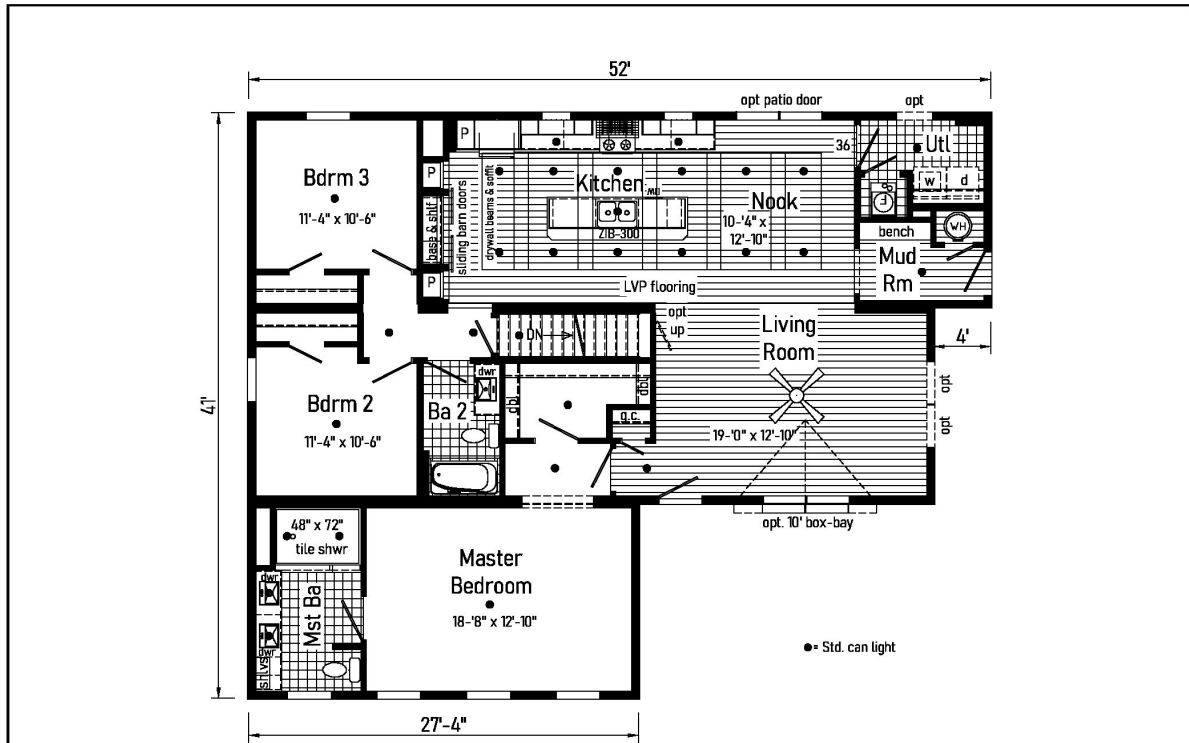 52'
opt patio door
opt
P
36
Utl
Bdrm 3
11'-4" x 10'-6"
P
base & shlf
sliding barn doors
drywall beams & soffit
Kitchen
MW
Nook
10-'4" x
12'-10"
ZIB-300
w
d
F
bench
WH
Mud
Rm
P
LVP flooring
opt
up
DN
Living
Room
4'
41'
Bdrm 2
11'-4" x 10'-6"
Ba 2
dwr
dbl
dbl
g.c.
19-'0" x 12'-10"
opt
opt
opt. 10' box-bay
48" x 72"
tile shwr
dwr
dwr
shlvs
Mst Ba
Master
Bedroom
18-'8" x 12'-10"
= Std. can light
27'-4"